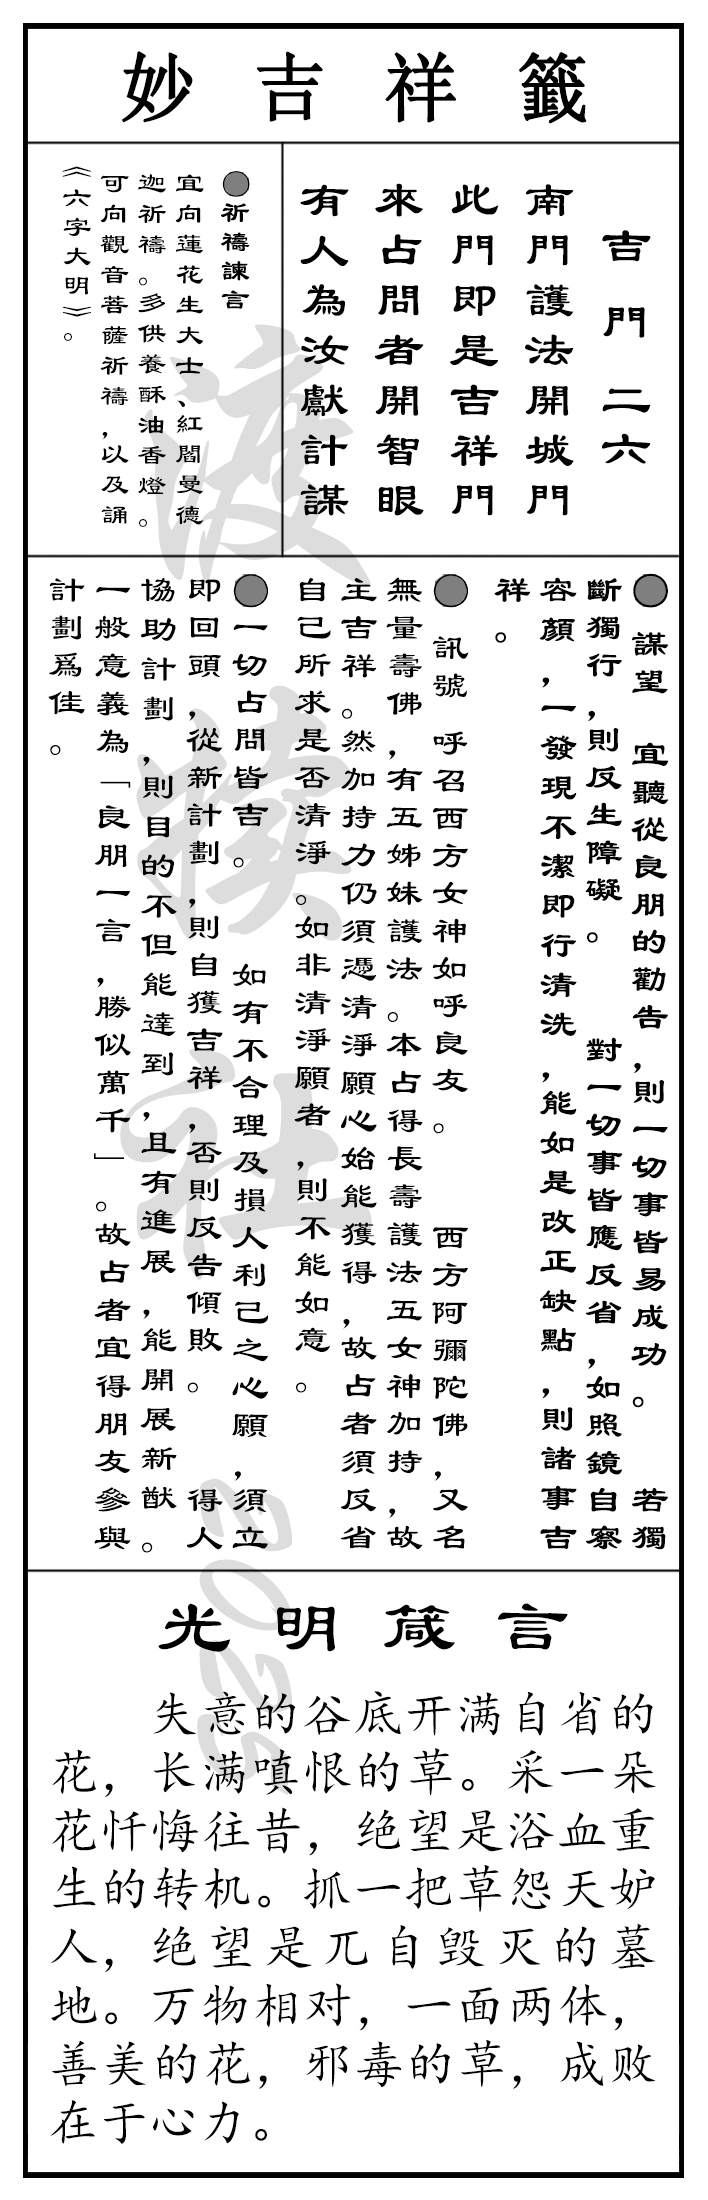 妙吉祥籤
吉門二六
南門護法開城門
此門即是吉祥門
來占問者開智眼
有人為汝獻計謀
●祈禱諫言
宜向蓮花生大士、紅閻曼德
迦祈禱。多供養酥油香燈。
可向觀音菩薩祈禱，以及誦
《六字大明》。
● 謀望 宜聽從良朋的勸告，則一切事皆易成功。 若獨
斷獨行，則反生障礙。 對一切事皆應反省，如照鏡自察
容顏，一發現不潔即行清洗，能如是改正缺點，則諸事吉
祥。
● 訊號 呼召西方女神如呼良友。 西方阿彌陀佛，又名
無量壽佛，有五姊妹護法。本占得長壽護法五女神加持，故
主吉祥。然加持力仍須憑清淨願心始能獲得，故占者須反省
自己所求是否清淨。如非清淨願者，則不能如意。
●一切占問皆吉。 如有不合理及損人利己之心願，須立
即回頭，從新計劃，則自獲吉祥，否則反告傾敗。 得人
協助計劃，則目的不但能達到，且有進展，能開展新猷。
一般意義為「良朋一言，勝似萬千」。故占者宜得朋友參與
計劃爲佳。
渡犢社
2025
光明箴言
失意的谷底开满自省的
花，长满嗔恨的草。采一朵
花忏悔往昔，绝望是浴血重
生的转机。抓一把草怨天妒
人，绝望是兀自毁灭的墓
地。万物相对，一面两体，
善美的花，邪毒的草，成败
在于心力。